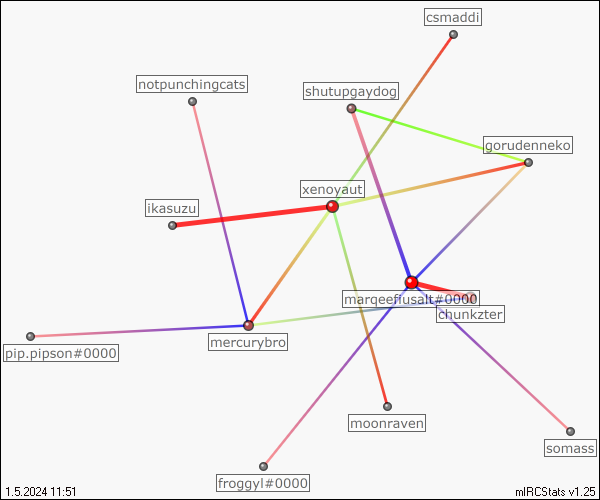 csmaddi
notpunchingcats
shutupgaydog
gorudenneko
xenoyaut
ikasuzu
marqeeflusalt#0000
chunkzter
mercurybro
pip.pipson#0000
moonraven
somass
froggyl#0000
1.5.2024 11:51
mIRCStats v1.25